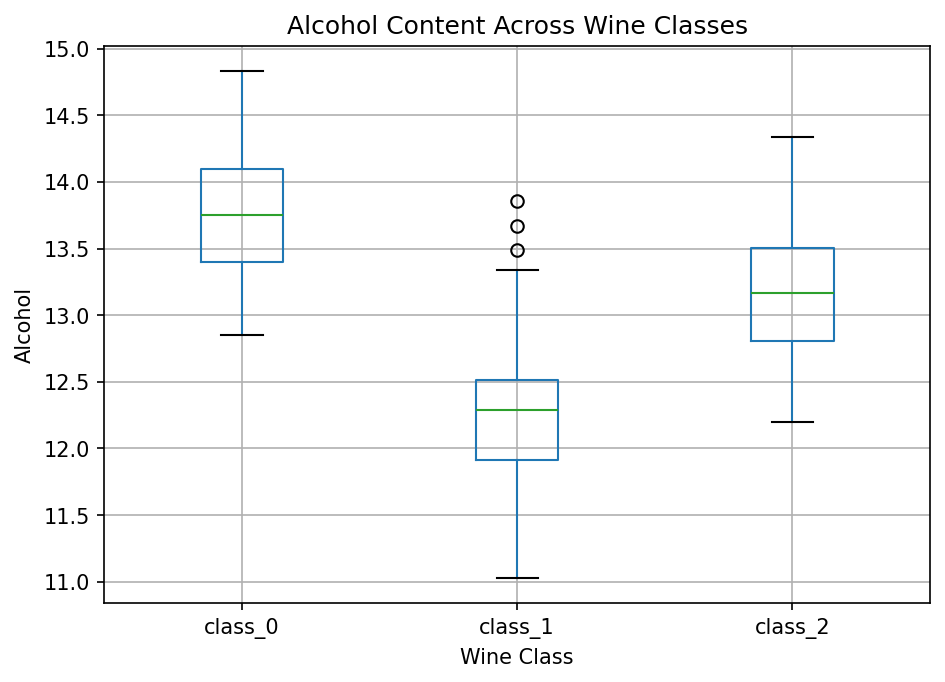 Alcohol Content Across Wine Classes
15.0
14.5
14.0
13.5
13.0
12.5
12.0
11.5
11.0
Alcohol
class_0 class_1 class_2
Wine Class